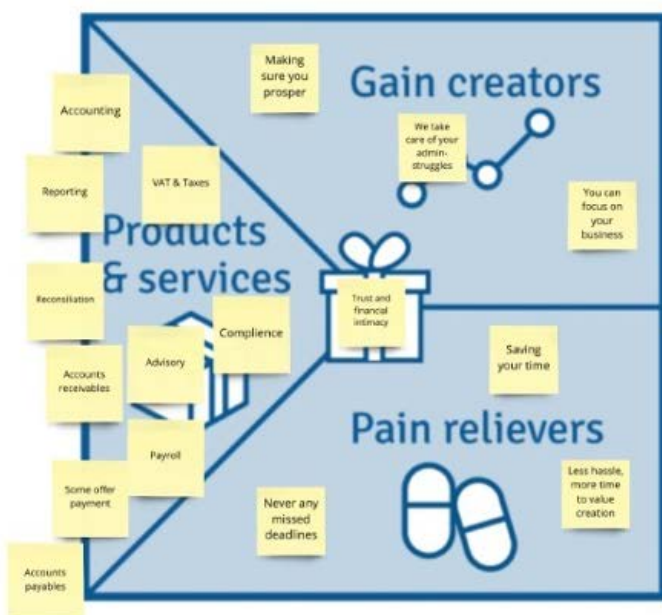 Making
sure you
prosper
Gain creators
We take
care of your
admin-
struggles
You can
focus on
your
business
Accounting
VAT & Taxes
Reporting
Products
& services
Reconsiliation
Complience
Advisory
Accounts
receivables
Payroll
Some offer
payment
Accounts
payables
Trust and
financial
intimacy
Saving
your time
Pain relievers
Less hassle,
more time
to value
creation
Never any
missed
deadlines